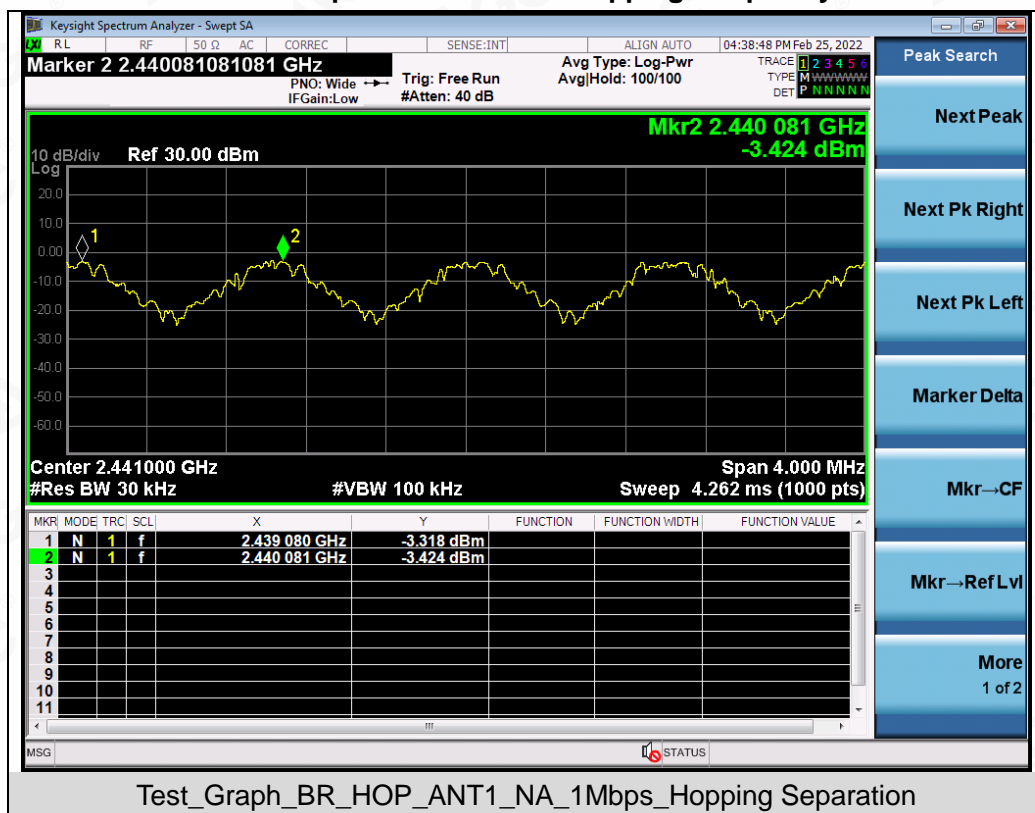 Keysight Spectrum Analyzer - Swept SA
LXI RL RF 50 Ω AC CORREC SENSE:INT ALIGN AUTO 04:38:48 PM Feb 25, 2022
Marker 2 2.440081081081 GHz
PNO: Wide
IFGain:Low
Trig: Free Run
#Atten: 40 dB
Avg Type: Log-Pwr
Avg|Hold: 100/100
TRACE 1 2 3 4 5 6
TYPE M W W W W W
DET P N N N N N
Peak Search
Mkr2 2.440 081 GHz
-3.424 dBm
10 dB/div Ref 30.00 dBm
Log
20.0
10.0
0.00
-10.0
-20.0
-30.0
-40.0
-50.0
-60.0
1
2
Center 2.441000 GHz Span 4.000 MHz
#Res BW 30 kHz #VBW 100 kHz Sweep 4.262 ms (1000 pts)
MKR MODE TRC SCL X Y FUNCTION FUNCTION WIDTH FUNCTION VALUE
1 N 1 f 2.439 080 GHz -3.318 dBm
2 N 1 f 2.440 081 GHz -3.424 dBm
3
4
5
6
7
8
9
10
11
Next Peak
Next Pk Right
Next Pk Left
Marker Delta
Mkr→CF
Mkr→Ref Lvl
More
1 of 2
MSG STATUS
Test_Graph_BR_HOP_ANT1_NA_1Mbps_Hopping Separation